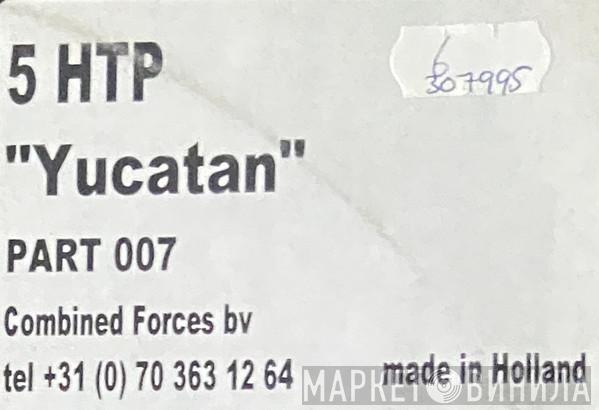 5 HTP
6
307995
"Yucatan"
PART 007
Combined Forces bv
tel +31 (0) 70 363 12 64
made in Holland
МАРКЕТ ВИНИЛА